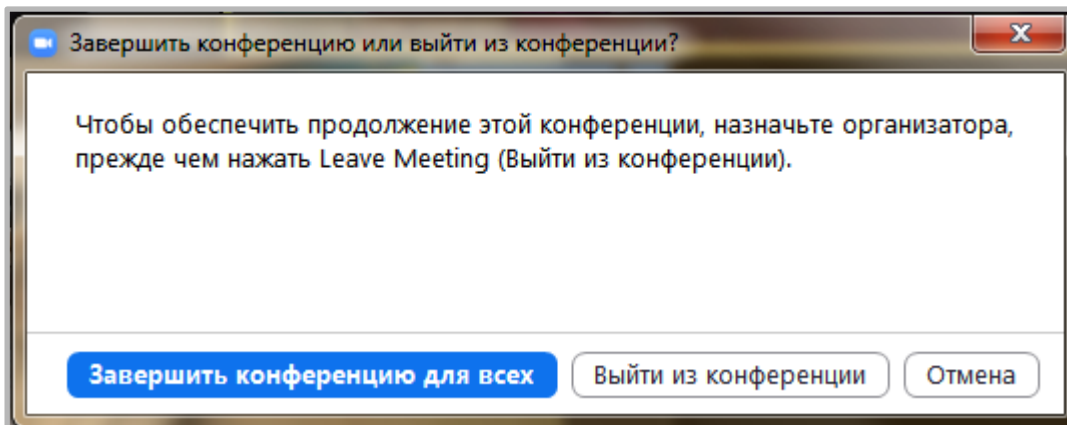 Завершить конференцию или выйти из конференции?
Чтобы обеспечить продолжение этой конференции, назначьте организатора,
прежде чем нажать Leave Meeting (Выйти из конференции).
Завершить конференцию для всех Выйти из конференции Отмена